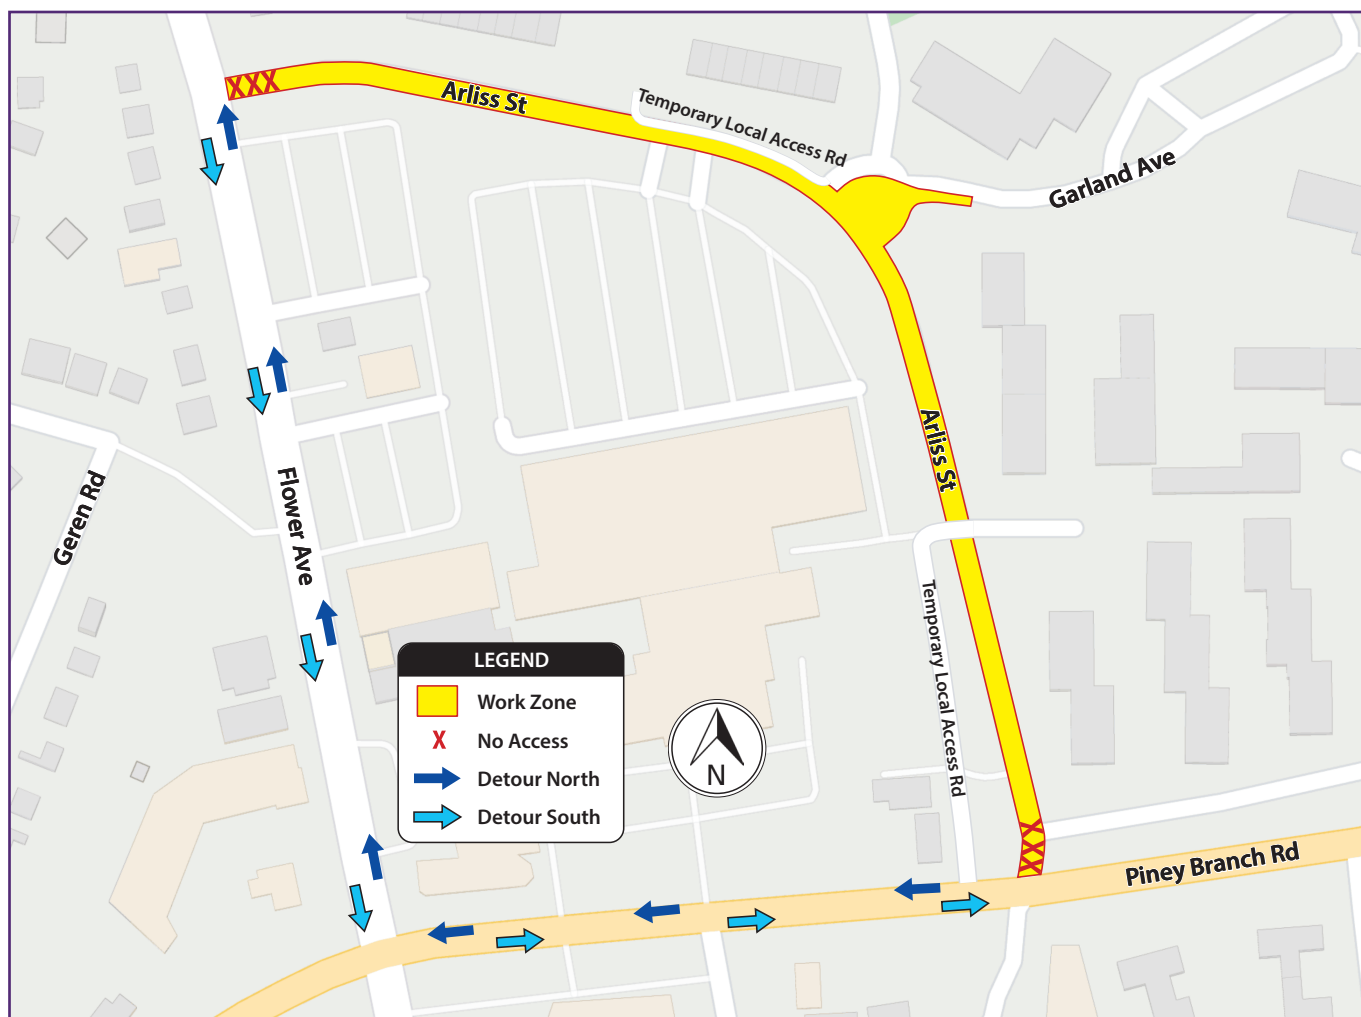 Arliss St
Temporary Local Access Rd
Garland Ave
Arliss St
Geren Rd
Flower Ave
Temporary Local Access Rd
LEGEND
Work Zone
X No Access
Detour North
Detour South
N
Piney Branch Rd